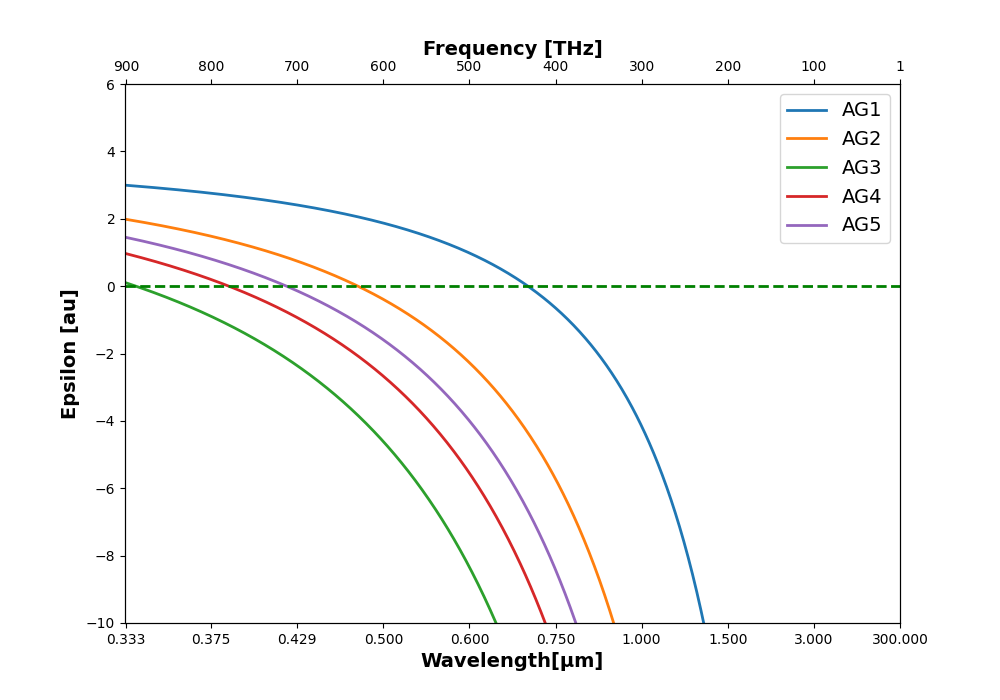 Frequency [THz]
900 800 700 600 500 400 300 200 100 1
6
4
2
0
−2
−4
−6
−8
−10
Epsilon [au]
AG1
AG2
AG3
AG4
AG5
0.333 0.375 0.429 0.500 0.600 0.750 1.000 1.500 3.000 300.000
Wavelength[μm]